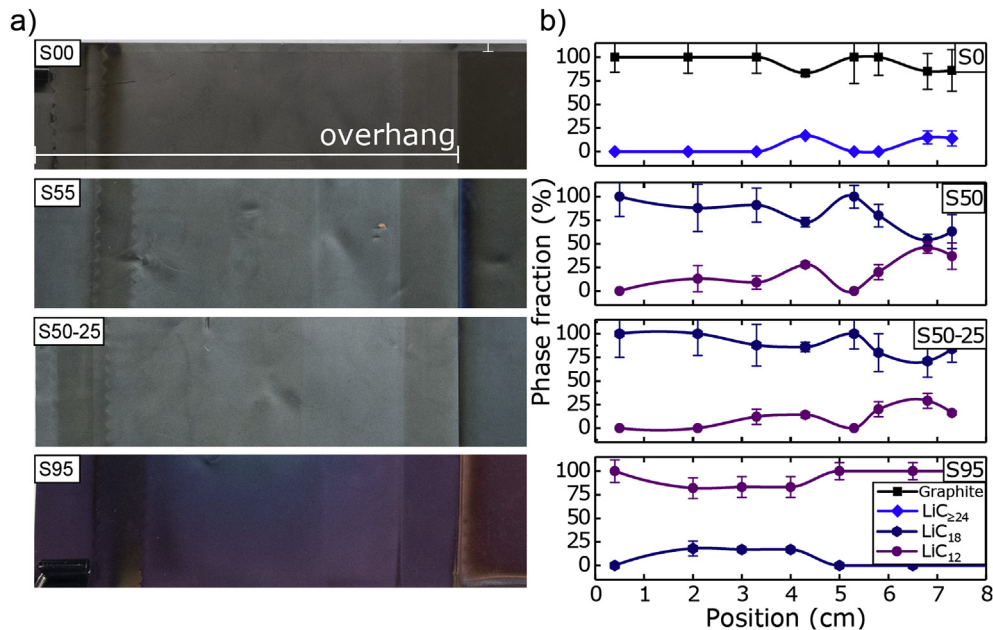 a)
S00
overhang
S55
S50-25
S95
b)
Phase fraction (%)
100
75
50
25
0
S0
100
75
50
25
0
S50
100
75
50
25
0
S50-25
100
75
50
25
0
S95
Graphite
LiC≥24
LiC18
LiC12
0 1 2 3 4 5 6 7 8
Position (cm)